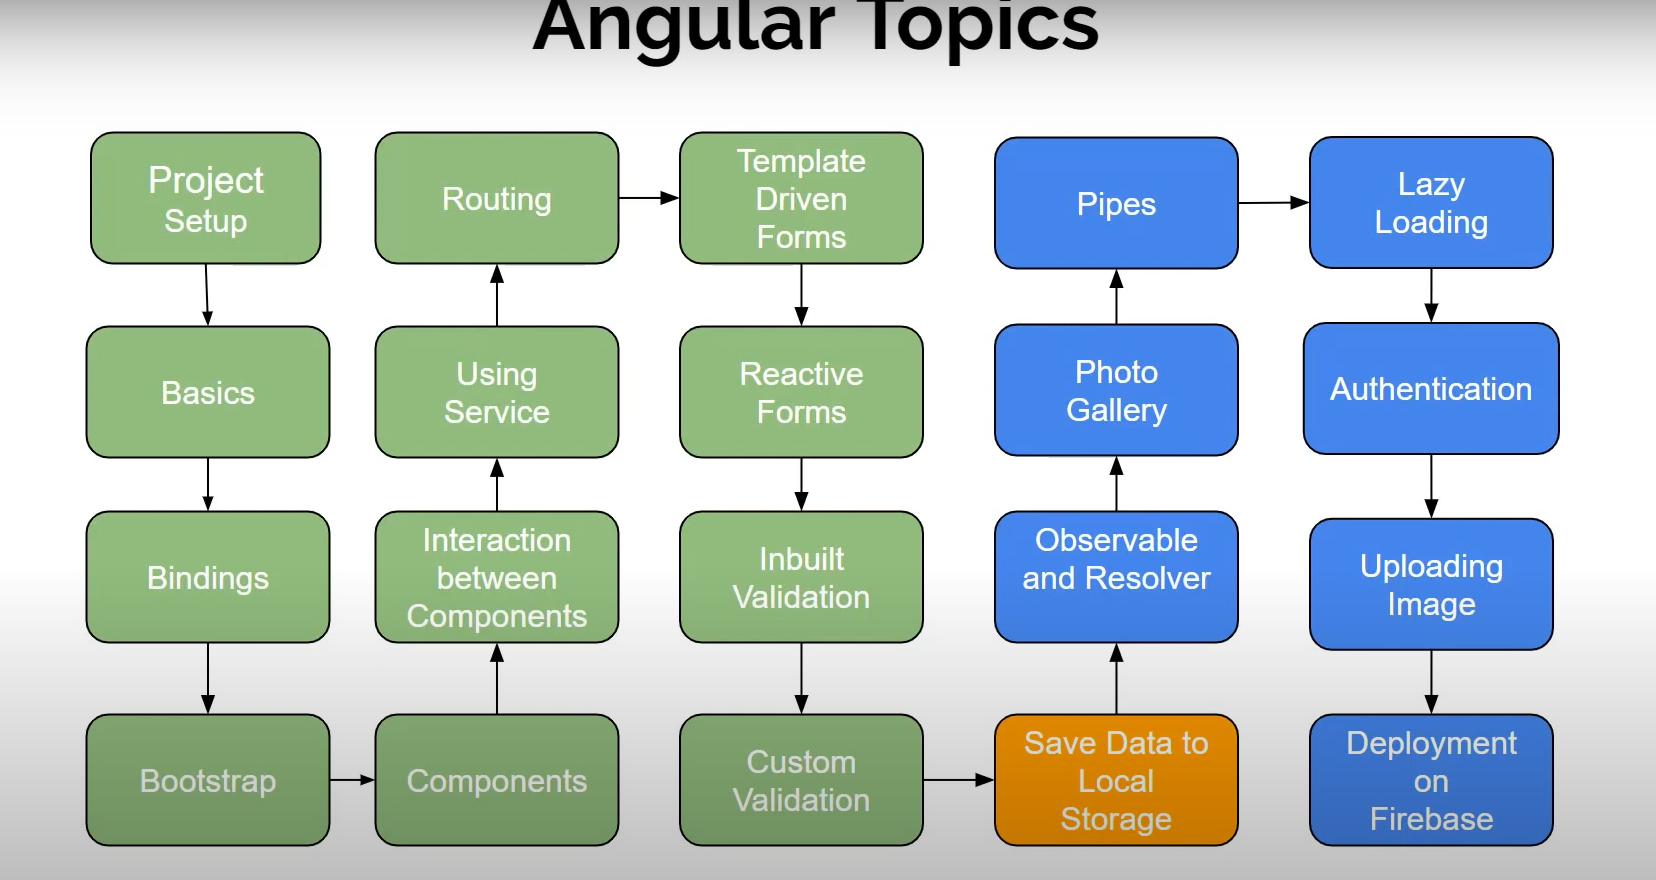 Angular Topics
Project
Setup
Basics
Bindings
Bootstrap
Routing
Using
Service
Interaction
between
Components
Components
Template
Driven
Forms
Reactive
Forms
Inbuilt
Validation
Custom
Validation
Pipes
Photo
Gallery
Observable
and Resolver
Save Data to
Local
Storage
Lazy
Loading
Authentication
Uploading
Image
Deployment
on
Firebase